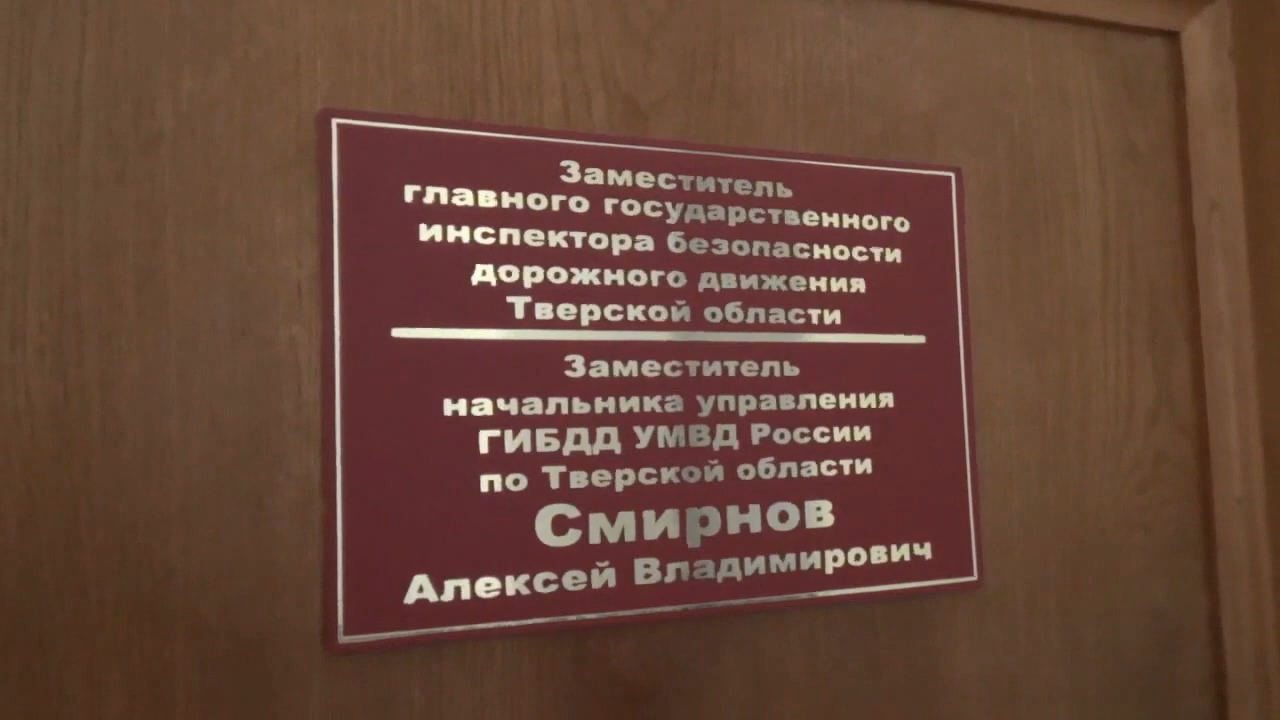 Заместитель
главного государственного
инспектора безопасности
дорожного движения
Тверской области
Заместитель
начальника управления
ГИБДД УМВД России
по Тверской области
Смирнов
Алексей Владимирович